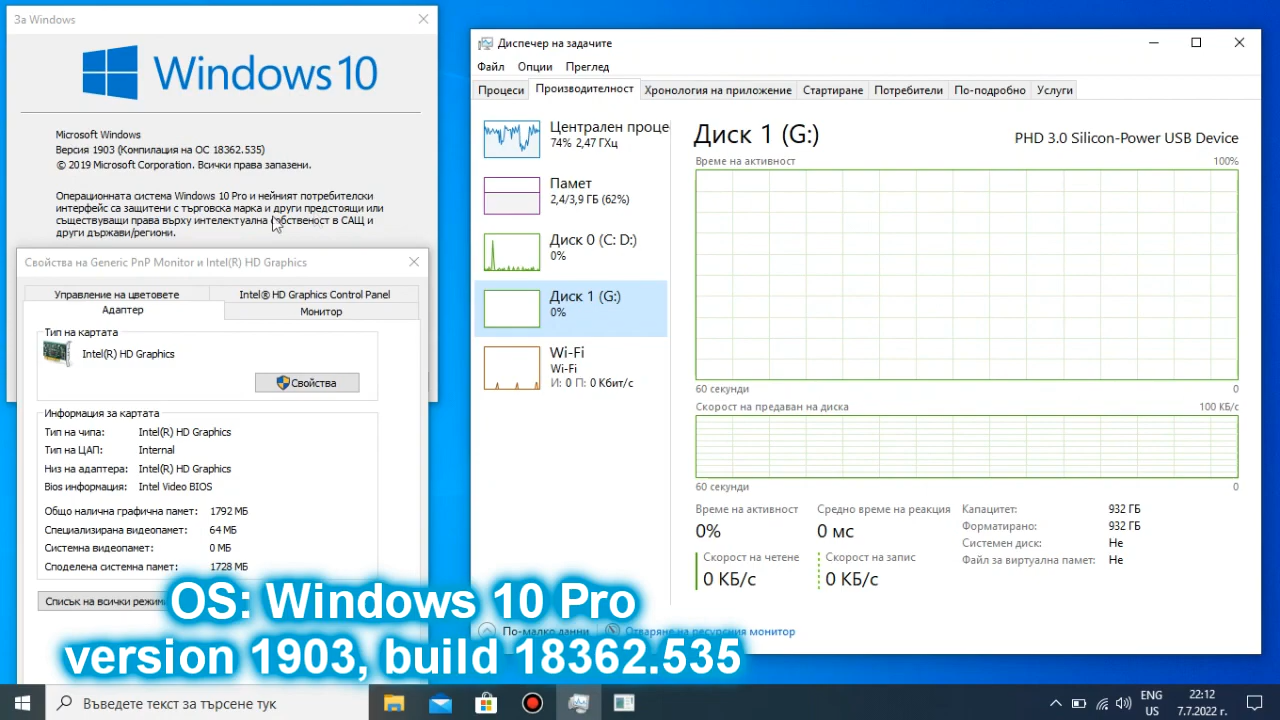 За Windows
Windows 10
Microsoft Windows
Версия 1903 (Компилация на ОС 18362.535)
© 2019 Microsoft Corporation. Всички права запазени.
Операционната система Windows 10 Pro и нейният потребителски
интерфейс са защитени с търговска марка и други предстоящи или
съществуващи права върху интелектуална собственост в САЩ и
други държави/региони.
Свойства на Generic PnP Monitor и Intel(R) HD Graphics
Управление на цветовете
Intel® HD Graphics Control Panel
Адаптер
Монитор
Тип на картата
Intel(R) HD Graphics
Свойства
Информация за картата
Тип на чипа: Intel(R) HD Graphics
Тип на ЦАП: Internal
Низ на адаптера: Intel(R) HD Graphics
Bios информация: Intel Video BIOS
Общо налична графична памет: 1792 МБ
Специализирана видеопамет: 64 МБ
Системна видеопамет: 0 МБ
Споделена системна памет: 1728 МБ
Списък на всички режими
OS: Windows 10 Pro
version 1903, build 18362.535
Диспечер на задачите
Файл Опции Преглед
Процеси Производителност Хронология на приложение Стартиране Потребители По-подробно Услуги
Централен проце
74% 2,47 ГХц
Памет
2,4/3,9 ГБ (62%)
Диск 0 (C: D:)
0%
Диск 1 (G:)
0%
Wi-Fi
Wi-Fi
И: 0 П: 0 Кбит/с
Диск 1 (G:)
PHD 3.0 Silicon-Power USB Device
Време на активност 100%
60 секунди 0
Скорост на предаван на диска 100 КБ/с
60 секунди 0
Време на активност
0%
Средно време на реакция
0 мс
Скорост на четене
0 КБ/с
Скорост на запис
0 КБ/с
Капацитет: 932 ГБ
Форматирано: 932 ГБ
Системен диск: Не
Файл за виртуална памет: Не
По-малко данни
Отваряне на ресурсния монитор
Въведете текст за търсене тук
ENG
US
22:12
7.7.2022 г.